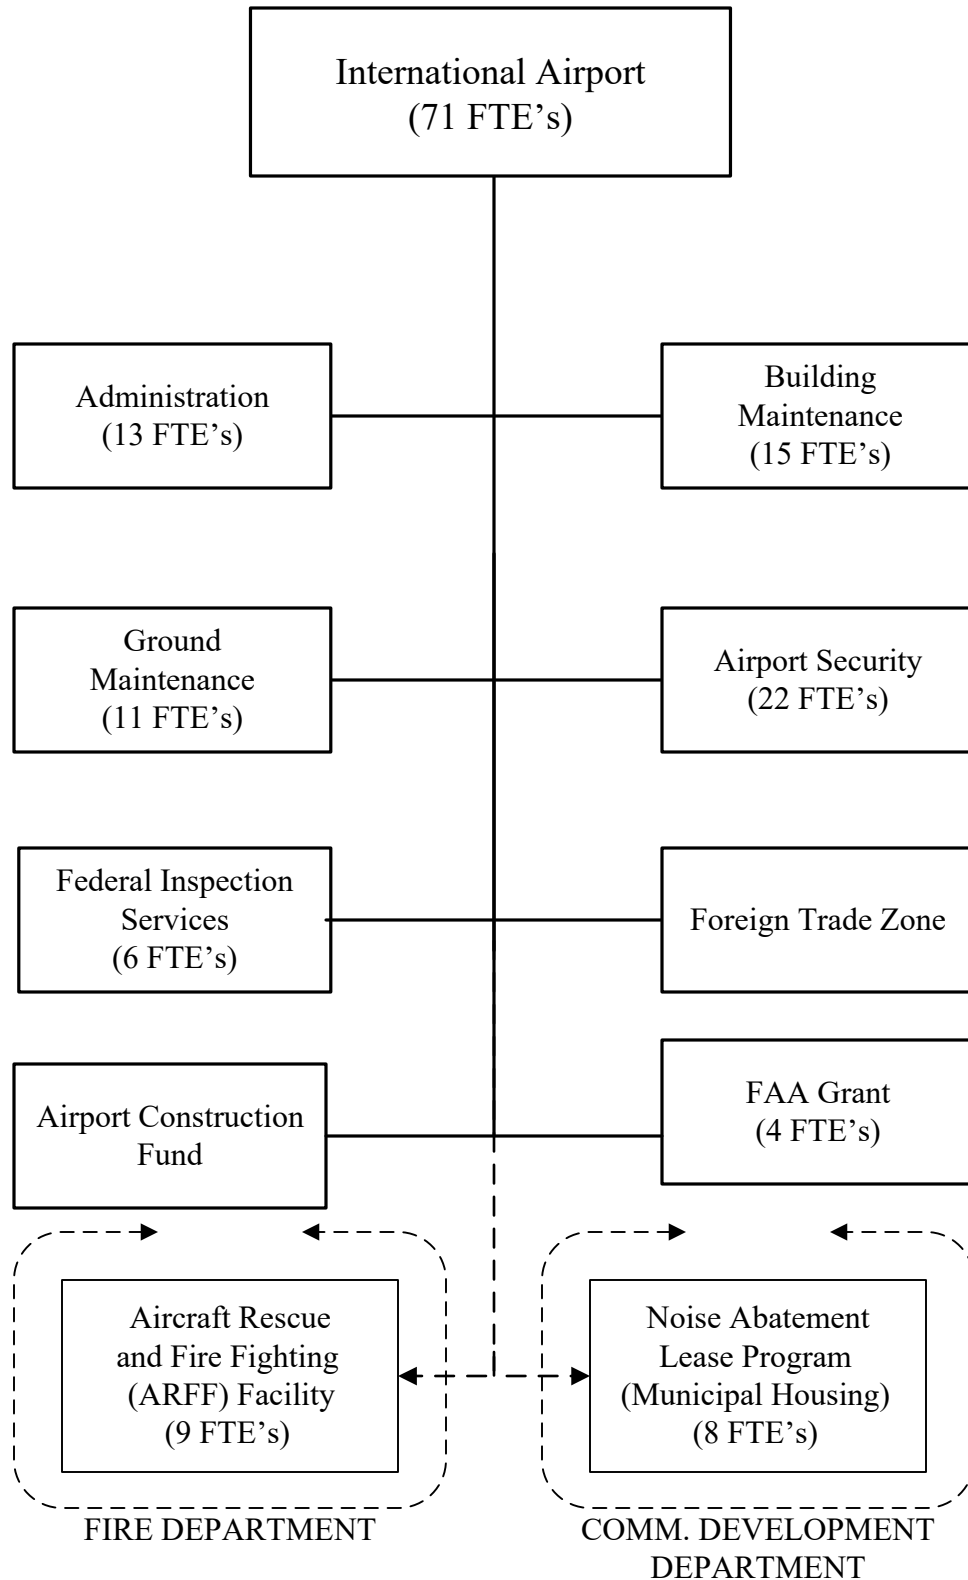 International Airport
(71 FTE’s)
Administration
(13 FTE’s)
Building
Maintenance
(15 FTE’s)
Ground
Maintenance
(11 FTE’s)
Airport Security
(22 FTE’s)
Federal Inspection
Services
(6 FTE’s)
Foreign Trade Zone
Airport Construction
Fund
FAA Grant
(4 FTE’s)
Aircraft Rescue
and Fire Fighting
(ARFF) Facility
(9 FTE’s)
Noise Abatement
Lease Program
(Municipal Housing)
(8 FTE’s)
FIRE DEPARTMENT
COMM. DEVELOPMENT
DEPARTMENT